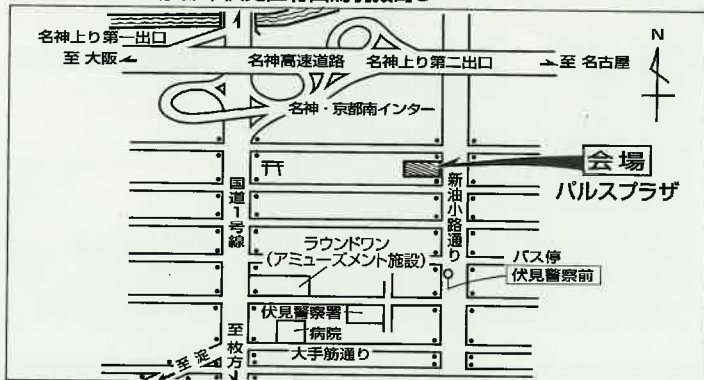 名神上り第一出口
至 大阪
名神高速道路
名神上り第二出口
至 名古屋
N
名神・京都南インター
会場
パルスプラザ
国道1号線
新油小路通り
ラウンドワン
(アミューズメント施設)
バス停
伏見警察前
伏見警察署
病院
大手筋通り
至 枚方
至 淀